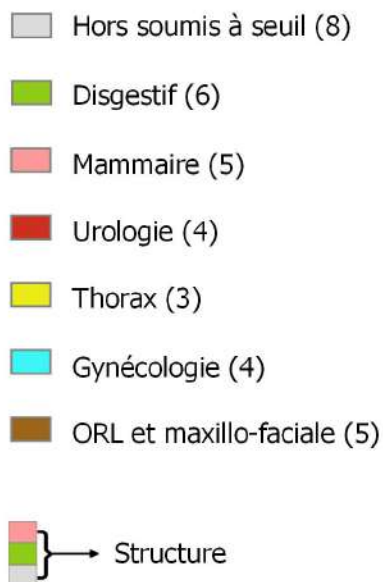 Hors soumis à seuil (8)
Disgestif (6)
Mammaire (5)
Urologie (4)
Thorax (3)
Gynécologie (4)
ORL et maxillo-faciale (5)
Structure